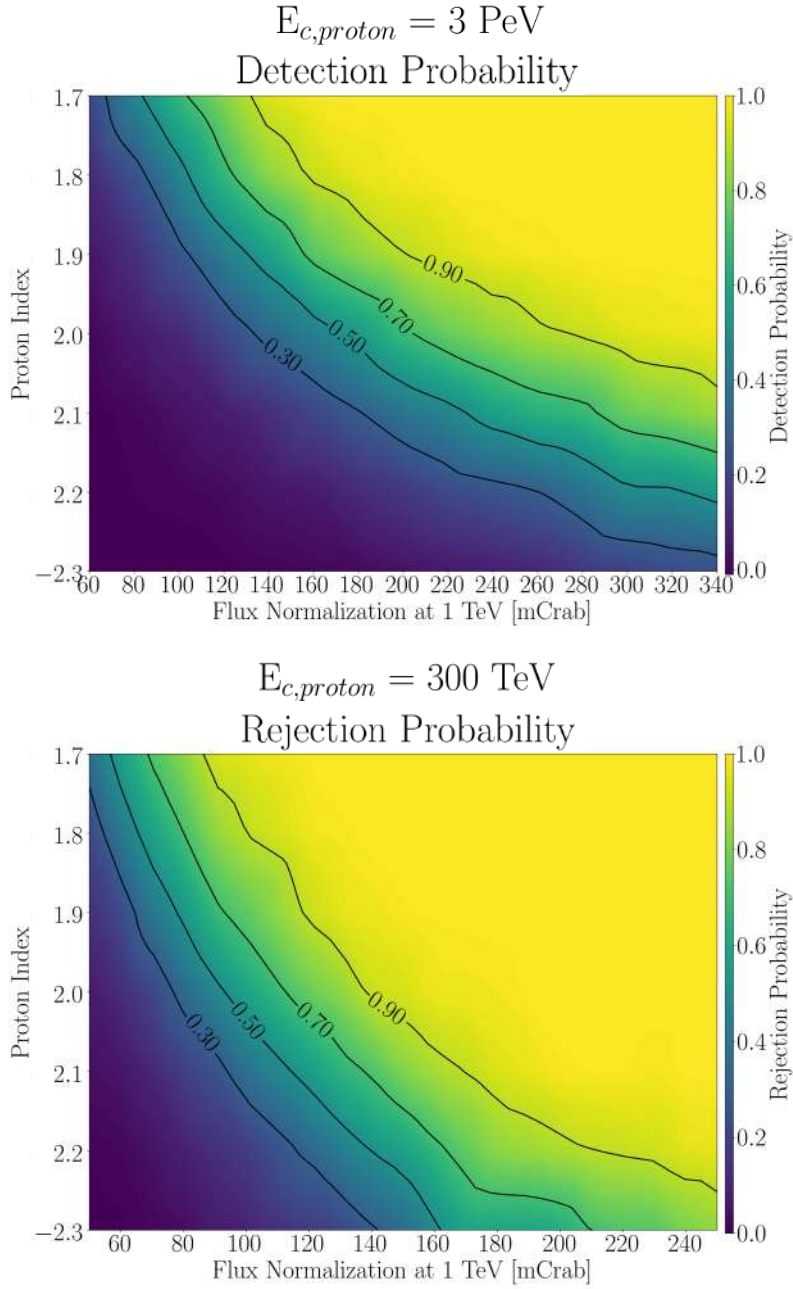 E_{c,proton} = 3 PeV
Detection Probability
1.7
1.8
1.9
2.0
2.1
2.2
−2.3
Proton Index
0.90
0.70
0.50
0.30
60 80 100 120 140 160 180 200 220 240 260 280 300 320 340
Flux Normalization at 1 TeV [mCrab]
1.0
0.8
0.6
0.4
0.2
0.0
Detection Probability
E_{c,proton} = 300 TeV
Rejection Probability
1.7
1.8
1.9
2.0
2.1
2.2
−2.3
Proton Index
0.90
0.70
0.50
0.30
60 80 100 120 140 160 180 200 220 240
Flux Normalization at 1 TeV [mCrab]
1.0
0.8
0.6
0.4
0.2
0.0
Rejection Probability